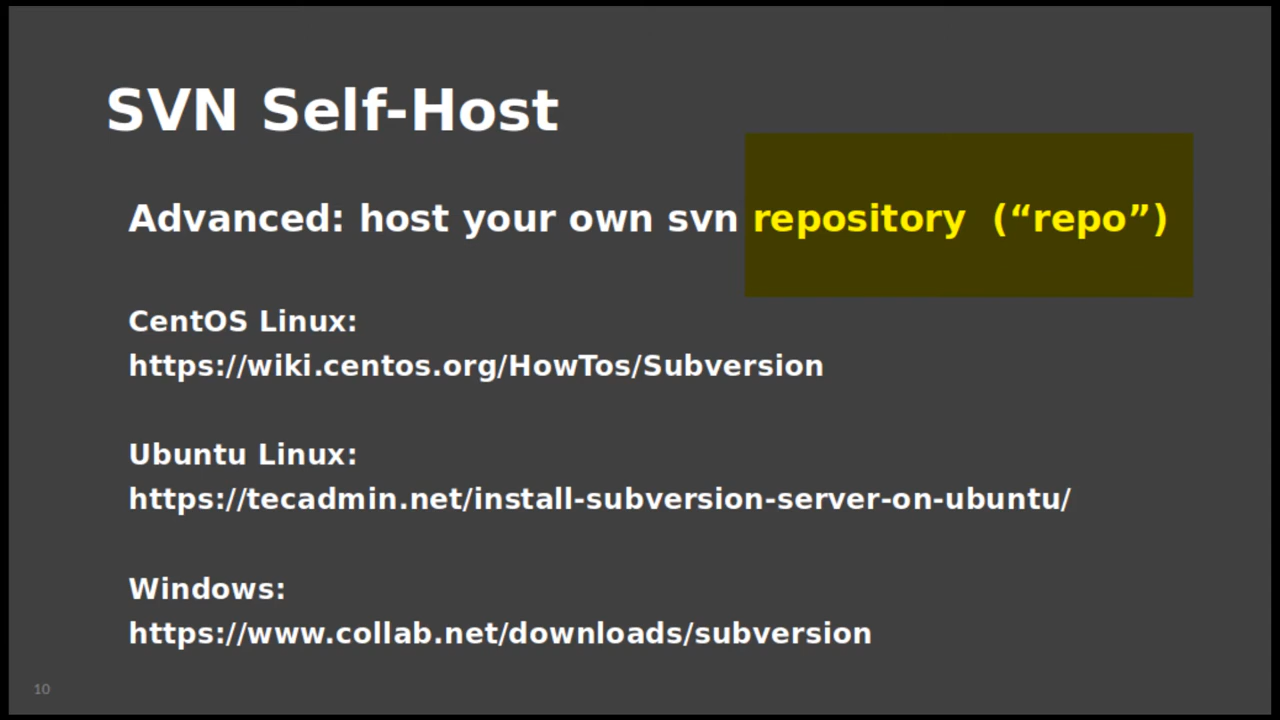 SVN Self-Host
Advanced: host your own svn repository (“repo”)
CentOS Linux:
https://wiki.centos.org/HowTos/Subversion
Ubuntu Linux:
https://tecadmin.net/install-subversion-server-on-ubuntu/
Windows:
https://www.collab.net/downloads/subversion
10